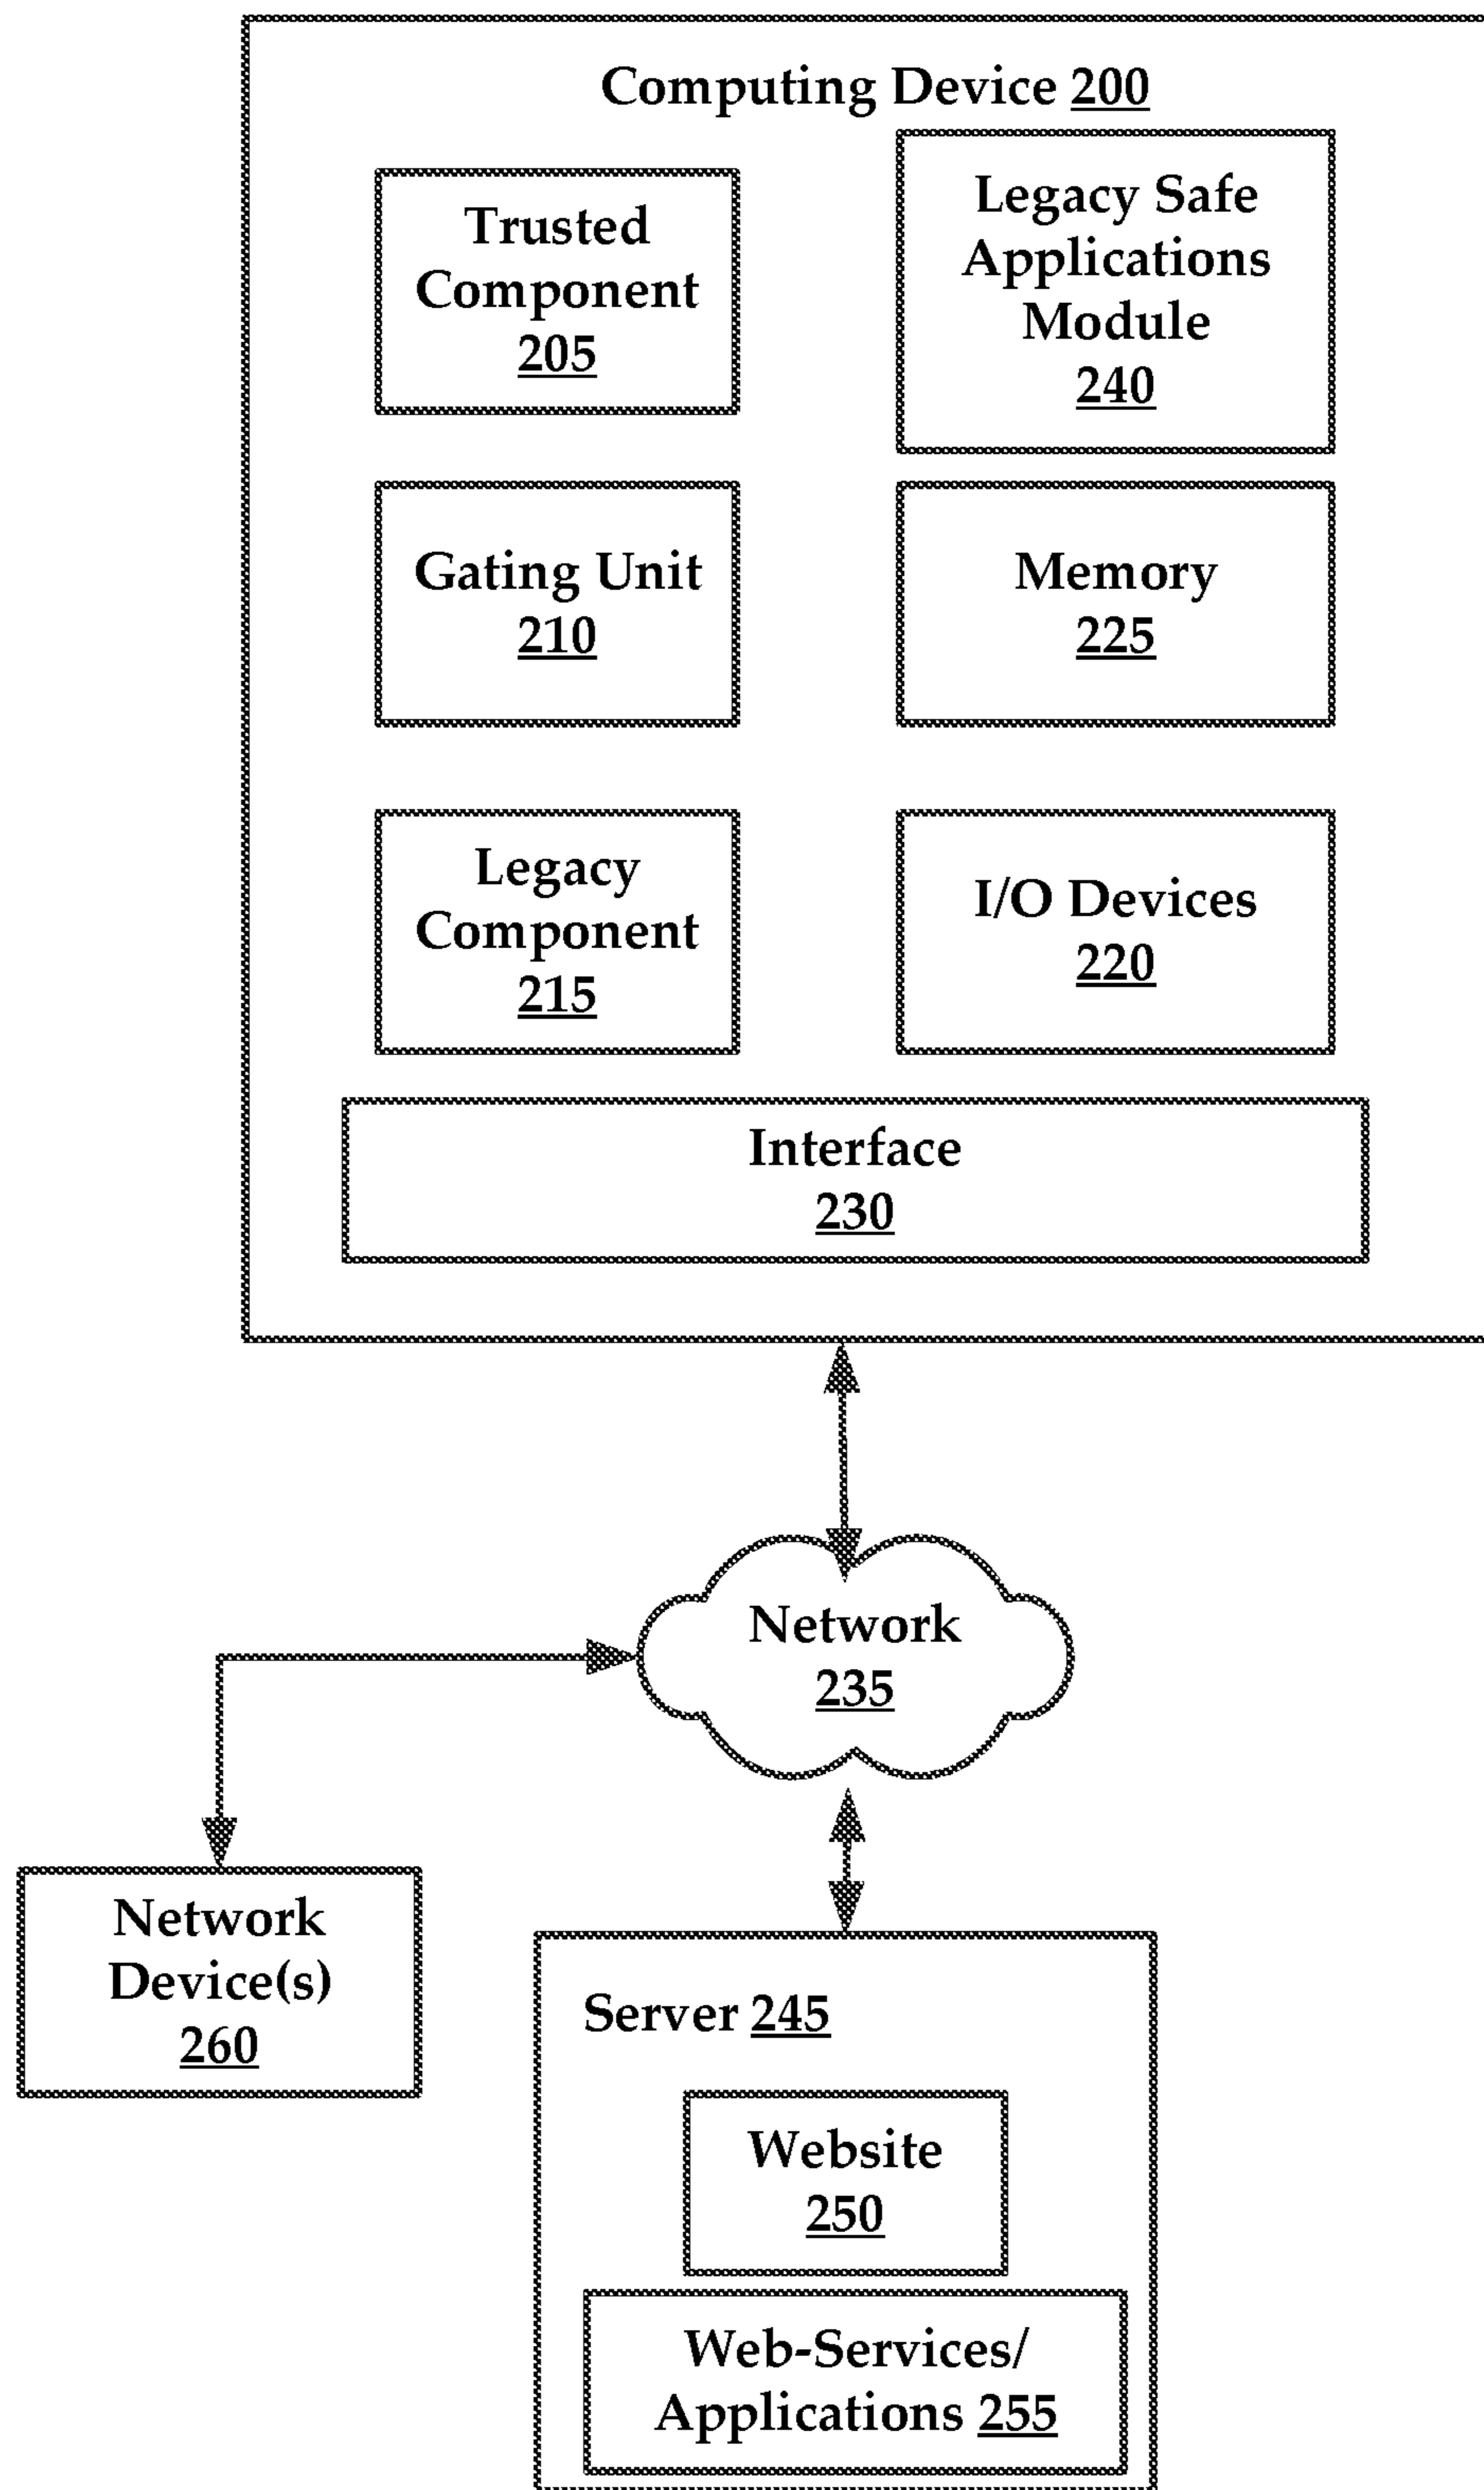 Computing Device 200
Trusted
Component
205
Legacy Safe
Applications
Module
240
Gating Unit
210
Memory
225
Legacy
Component
215
I/O Devices
220
Interface
230
Network
235
Network
Device(s)
260
Server 245
Website
250
Web-Services/
Applications 255